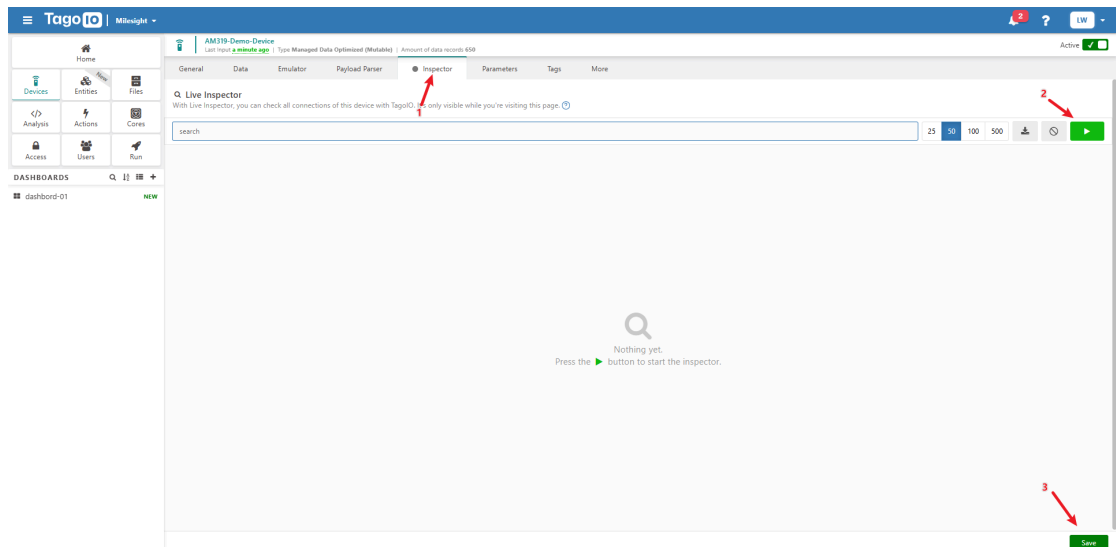 Tago IO | Milesight
2
?
LW
Home
Devices
Entities
New
Files
Analysis
Actions
Cores
Access
Users
Run
DASHBOARDS
dashbord-01 NEW
AM319-Demo-Device
Last input a minute ago | Type Managed Data Optimized (Mutable) | Amount of data records 650
Active
General Data Emulator Payload Parser Inspector Parameters Tags More
Live Inspector
With Live Inspector, you can check all connections of this device with TagoIO. It's only visible while you're visiting this page.
1
2
search
25 50 100 500
Nothing yet.
Press the button to start the inspector.
3
Save